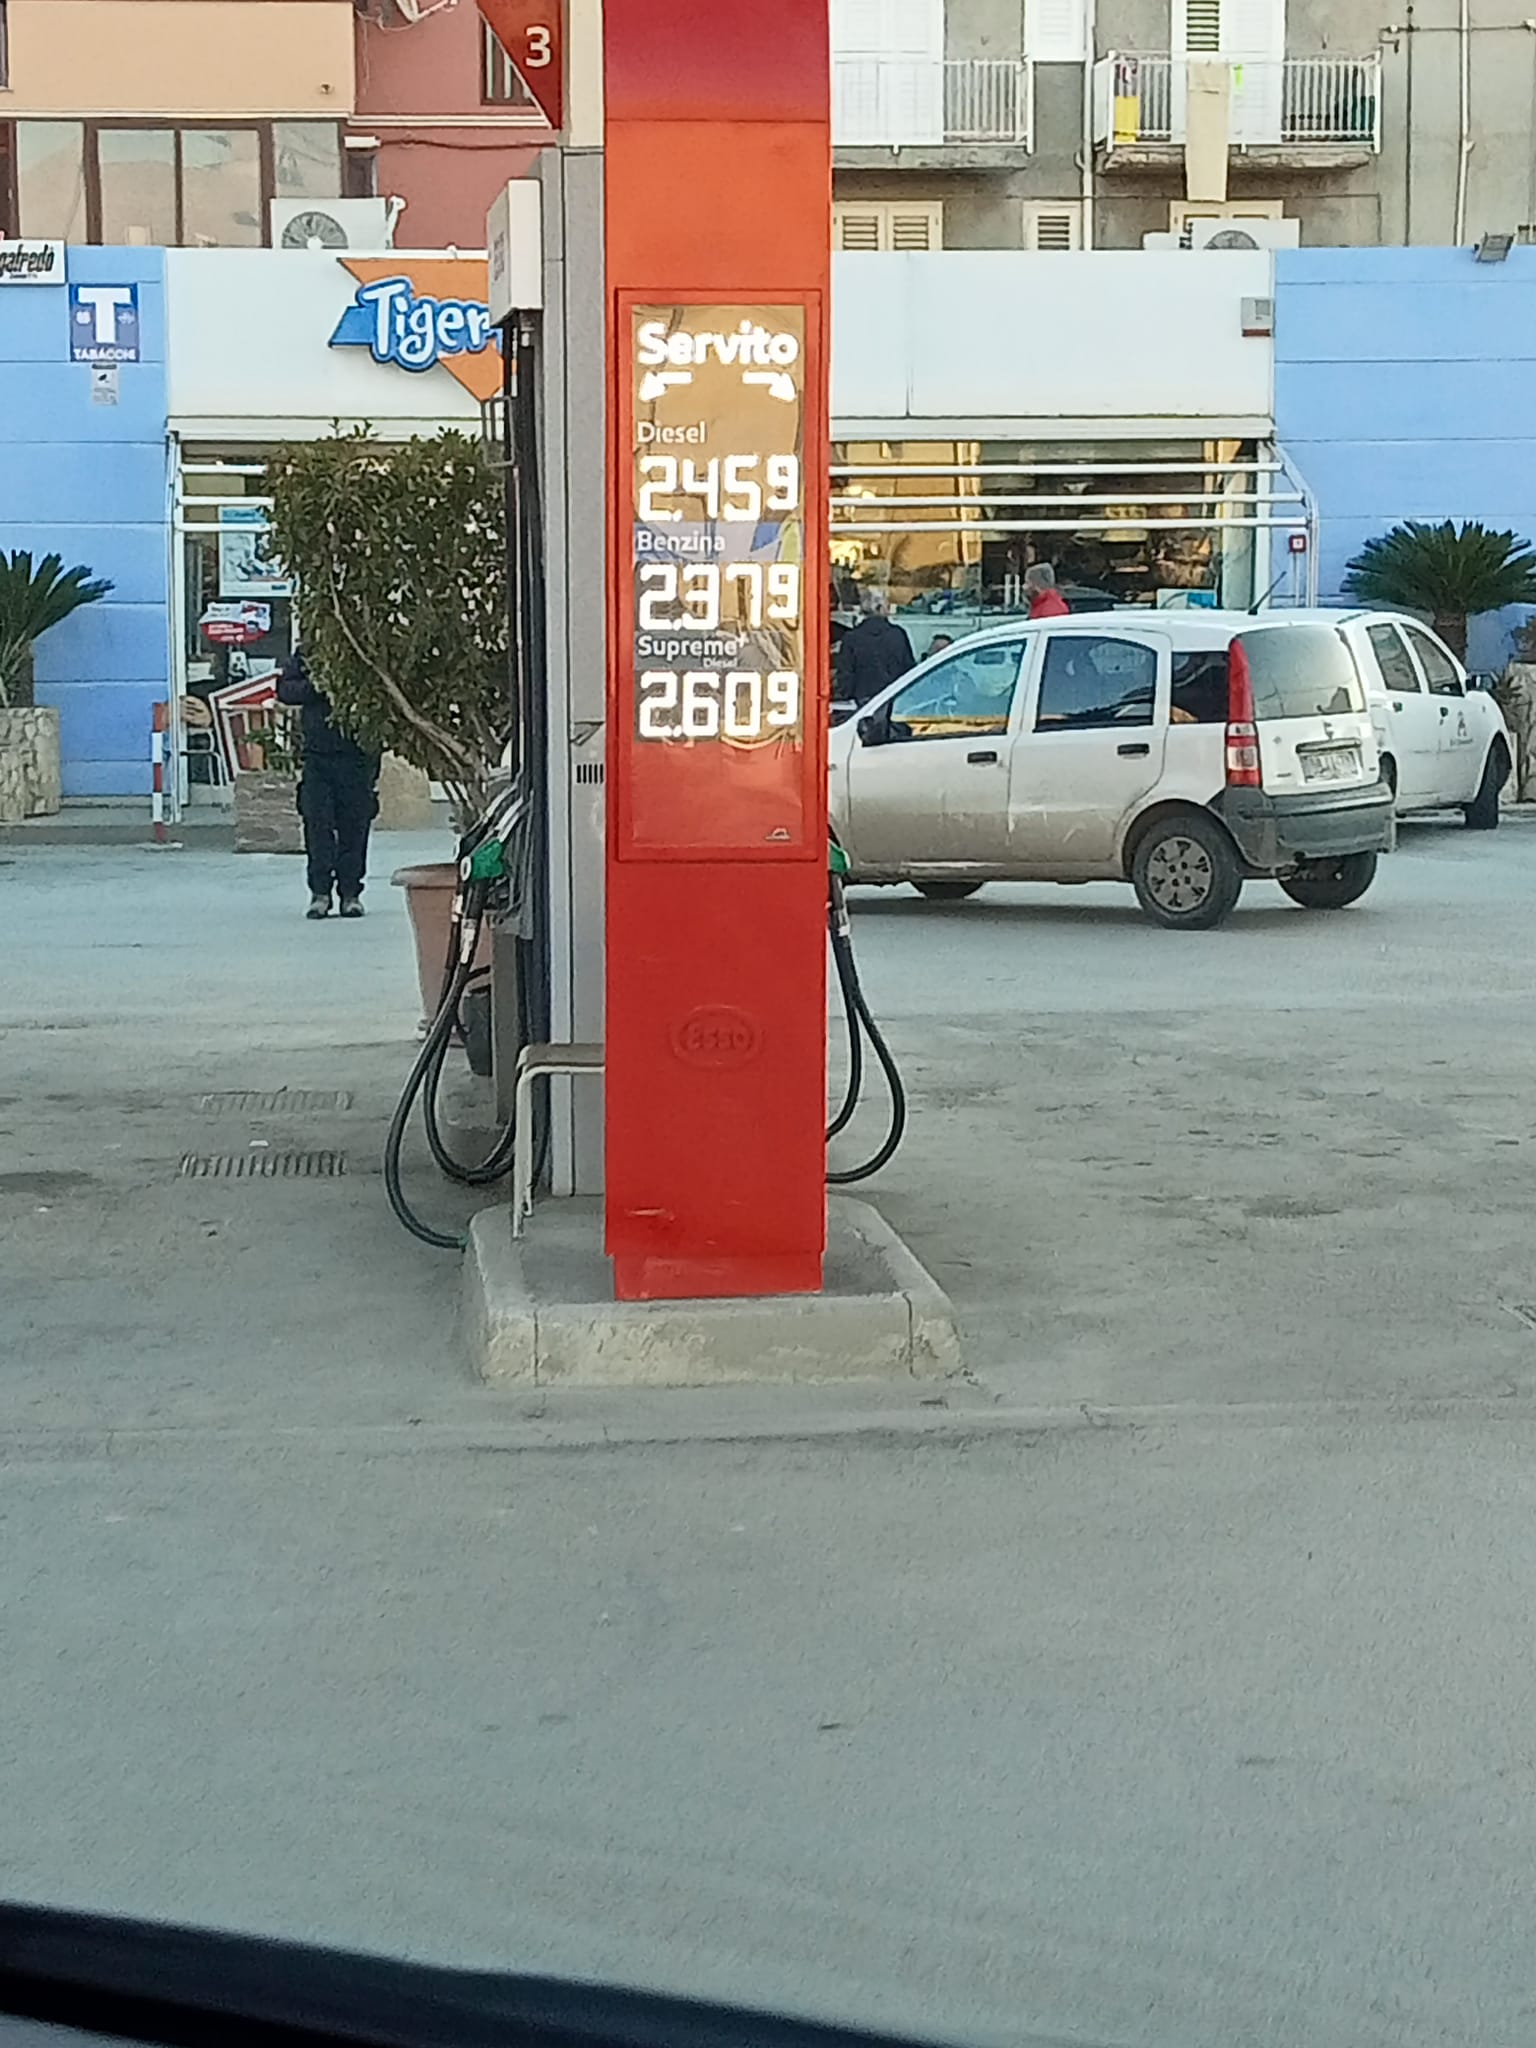 3
T
TABACCHI
Tiger
Servito
Diesel
2.459
Benzina
2.379
Supreme+
Diesel
2.609
Esso